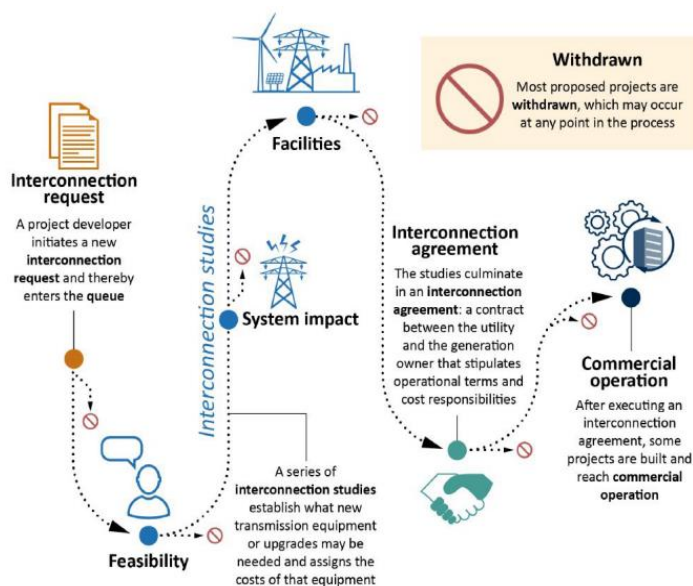 Withdrawn
Most proposed projects are
withdrawn, which may occur
at any point in the process
Interconnection
request
A project developer
initiates a new
interconnection
request and thereby
enters the queue
Feasibility
Interconnection studies
A series of
interconnection studies
establish what new
transmission equipment
or upgrades may be
needed and assigns the
costs of that equipment
System impact
Facilities
Interconnection
agreement
The studies culminate
in an interconnection
agreement: a contract
between the utility
and the generation
owner that stipulates
operational terms and
cost responsibilities
Commercial
operation
After executing an
interconnection
agreement, some
projects are built and
reach commercial
operation